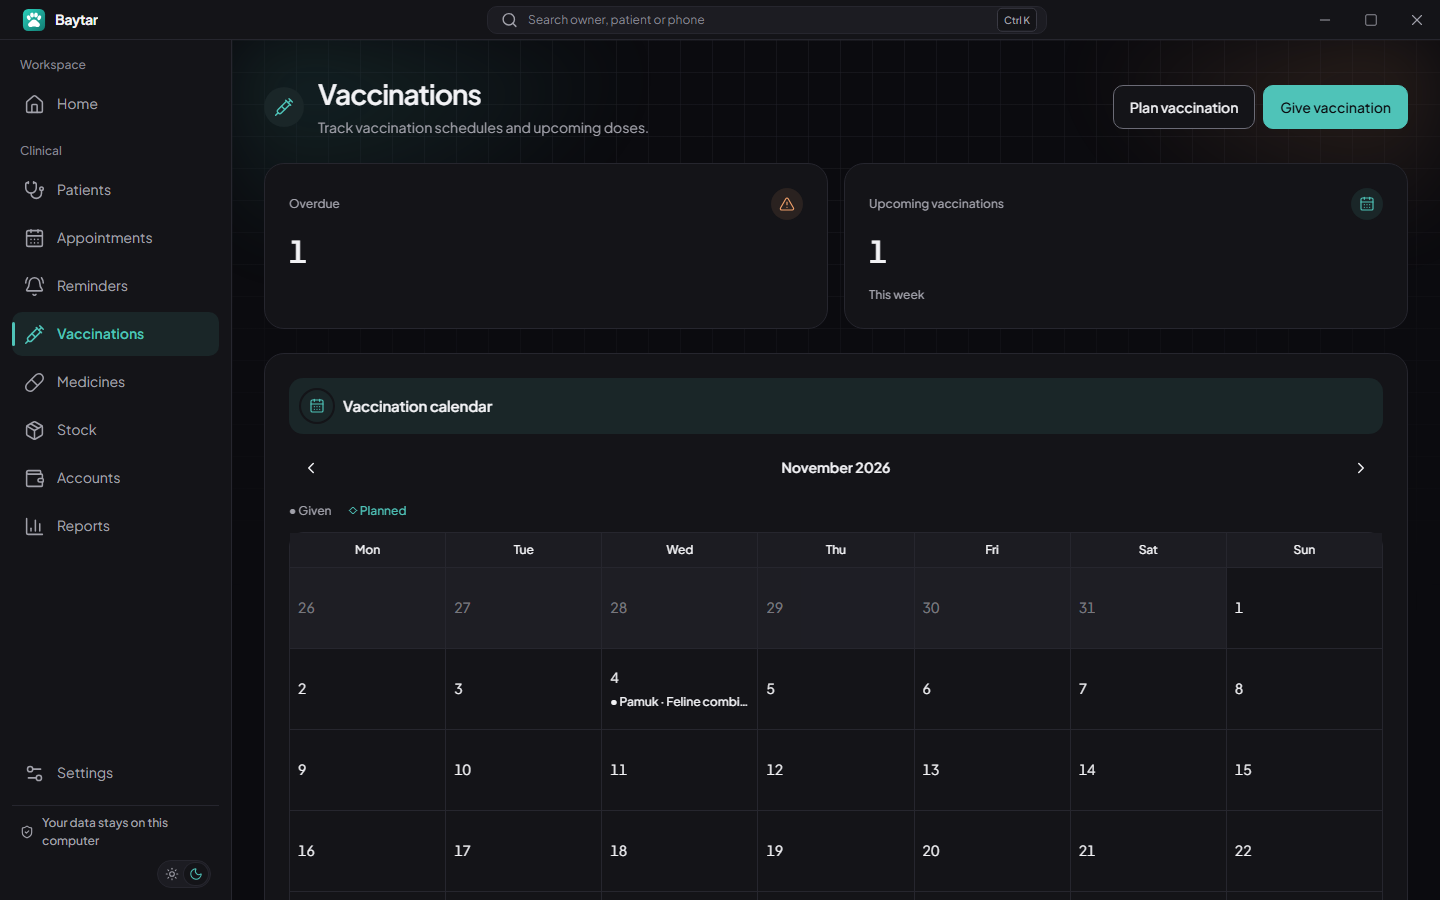 Baytar
Search owner, patient or phone
Ctrl K
Workspace
Home
Clinical
Patients
Appointments
Reminders
Vaccinations
Medicines
Stock
Accounts
Reports
Settings
Your data stays on this
computer
Vaccinations
Track vaccination schedules and upcoming doses.
Plan vaccination
Give vaccination
Overdue
1
Upcoming vaccinations
1
This week
Vaccination calendar
November 2026
Given Planned
Mon Tue Wed Thu Fri Sat Sun
26 27 28 29 30 31 1
2 3 4 5 6 7 8
Pamuk · Feline combi...
9 10 11 12 13 14 15
16 17 18 19 20 21 22